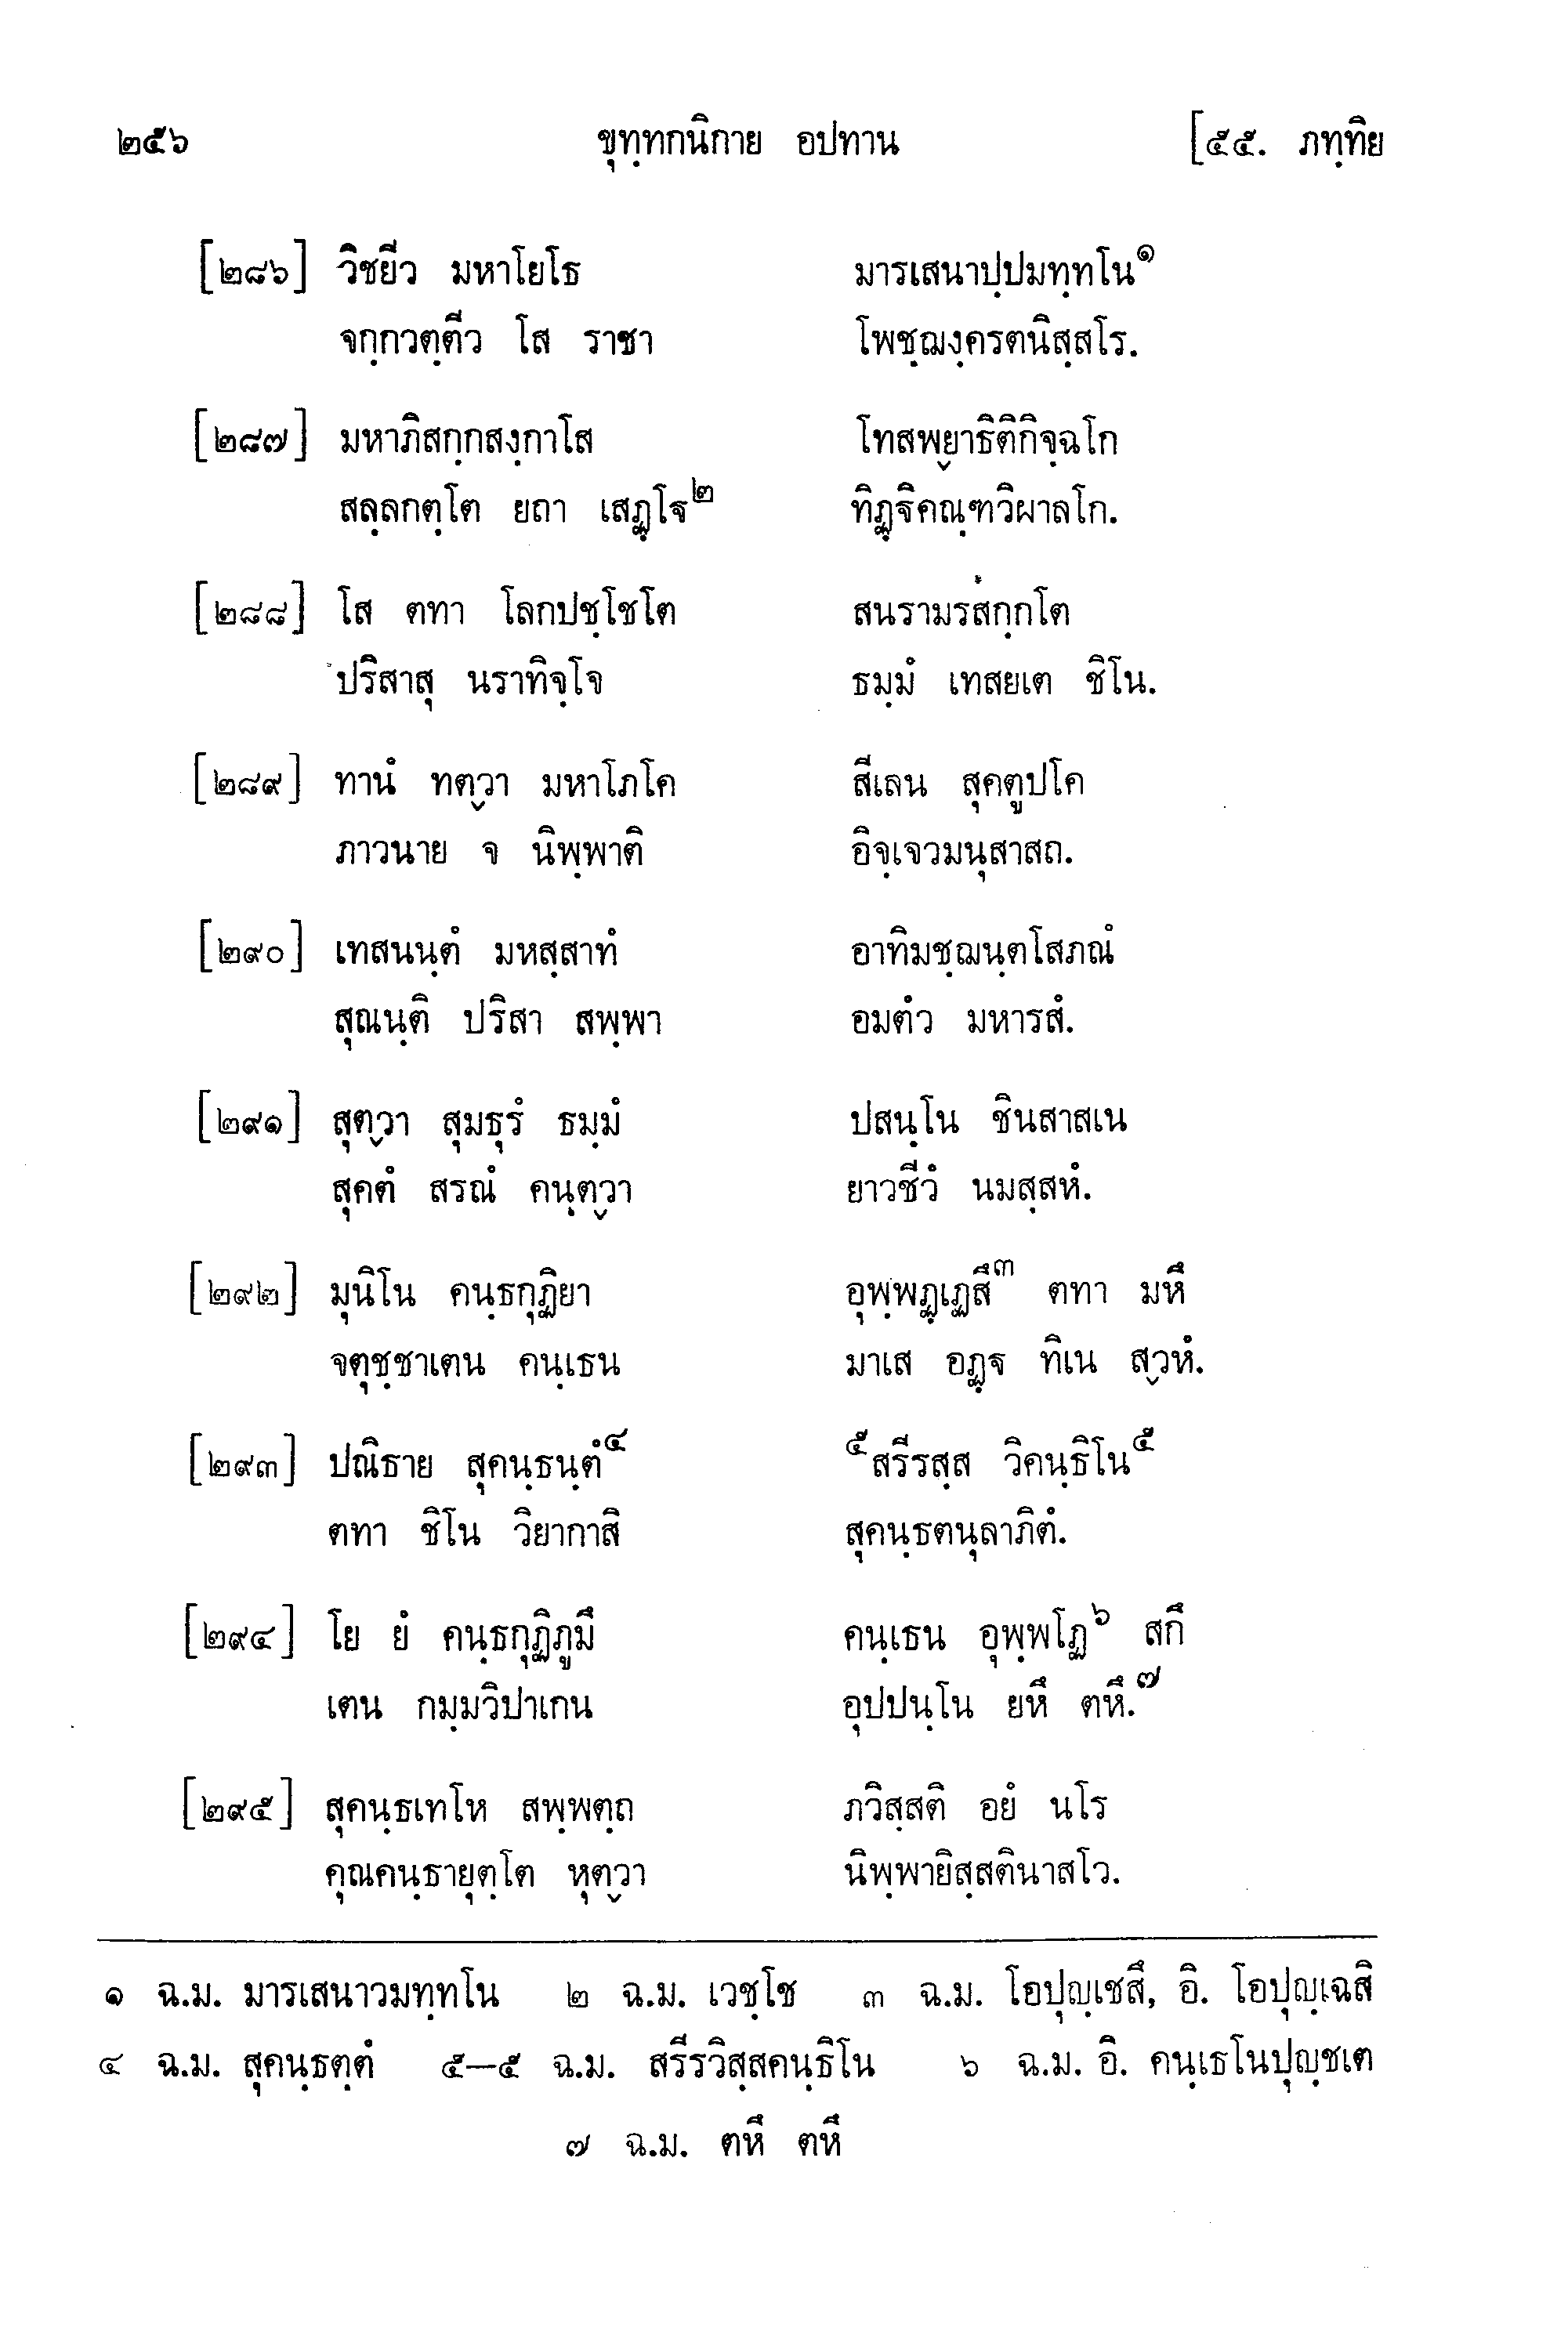 ๒๕๖ ขุทฺทกนิกาย อปทาน [๕๕. ภทฺทิย
[๒๘๖] วิชยีว มหาโยโธ มารเสนาปฺปมทฺทโน๑
จกฺกวตฺตีว โส ราชา โพชฺฌงฺครตนิสฺสโร.
[๒๘๗] มหาภิสกฺกสงฺกาโส โทสพฺยาธิติกิจฺฉโก
สลฺลกตฺโต ยถา เสฏฺโฐ๒ ทิฏฺฐิคณฺฑวิผาลโก.
[๒๘๘] โส ตทา โลกปชฺโชโต สนรามรสกฺกโต
ปริสาสุ นราทิจฺโจ ธมฺมํ เทสยเต ชิโน.
[๒๘๙] ทานํ ทตฺวา มหาโภโค สีเลน สุคตูปโค
ภาวนาย จ นิพฺพาติ อิจฺเจวมนุสาสถ.
[๒๙๐] เทสนนฺตํ มหสฺสาทํ อาทิมชฺฌนฺตโสภณํ
สุณนฺติ ปริสา สพฺพา อมตํว มหารสํ.
[๒๙๑] สุตฺวา สุมธุรํ ธมฺมํ ปสนฺโน ชินสาสเน
สุคตํ สรณํ คนฺตฺวา ยาวชีวํ นมสฺสหํ.
[๒๙๒] มุนิโน คนฺธกุฏิยา อุพฺพฏฺเฏสึ๓ ตทา มหึ
จตุชฺชาเตน คนฺเธน มาเส อฏฺฐ ทิเน สฺวหํ.
[๒๙๓] ปณิธาย สุคนฺธนฺตํ๔ ๕สรีรสฺส วิคนฺธิโน๕
ตทา ชิโน วิยากาสิ สุคนฺธตนุลาภิตํ.
[๒๙๔] โย ยํ คนฺธกุฏิภูมึ คนฺเธน อุพฺพโฏ๖ สกึ
เตน กมฺมวิปาเกน อุปปนฺโน ยหึ ตหึ.๗
[๒๙๕] สุคนฺธเทโห สพฺพตฺถ ภวิสฺสติ อยํ นโร
คุณคนฺธายุตฺโต หุตฺวา นิพฺพายิสฺสตินาสโว.
๑ ฉ.ม. มารเสนาวมทฺทโน ๒ ฉ.ม. เวชฺโช ๓ ฉ.ม. โอปุญฺเชสึ, อิ. โอปุญฺเฉสิ
๔ ฉ.ม. สุคนฺธตฺตํ ๕–๕ ฉ.ม. สรีรวิสฺสคนฺธิโน ๖ ฉ.ม. อิ. คนฺเธโนปุญฺชเต
๗ ฉ.ม. ตหึ ตหึ